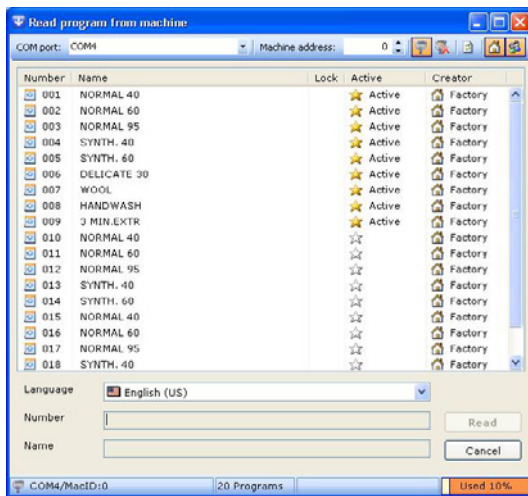 Read program from machine
COM port: COM4 Machine address: 0
Number Name Lock Active Creator
001 NORMAL 40 Active Factory
002 NORMAL 60 Active Factory
003 NORMAL 95 Active Factory
004 SYNTH. 40 Active Factory
005 SYNTH. 60 Active Factory
006 DELICATE 30 Active Factory
007 WOOL Active Factory
008 HANDWASH Active Factory
009 3 MIN.EXTR Active Factory
010 NORMAL 40 Factory
011 NORMAL 60 Factory
012 NORMAL 95 Factory
013 SYNTH. 40 Factory
014 SYNTH. 60 Factory
015 NORMAL 40 Factory
016 NORMAL 60 Factory
017 NORMAL 95 Factory
018 SYNTH. 40 Factory
Language English (US)
Number
Read
Name
Cancel
COM4/MacID:0 20 Programs Used 10%